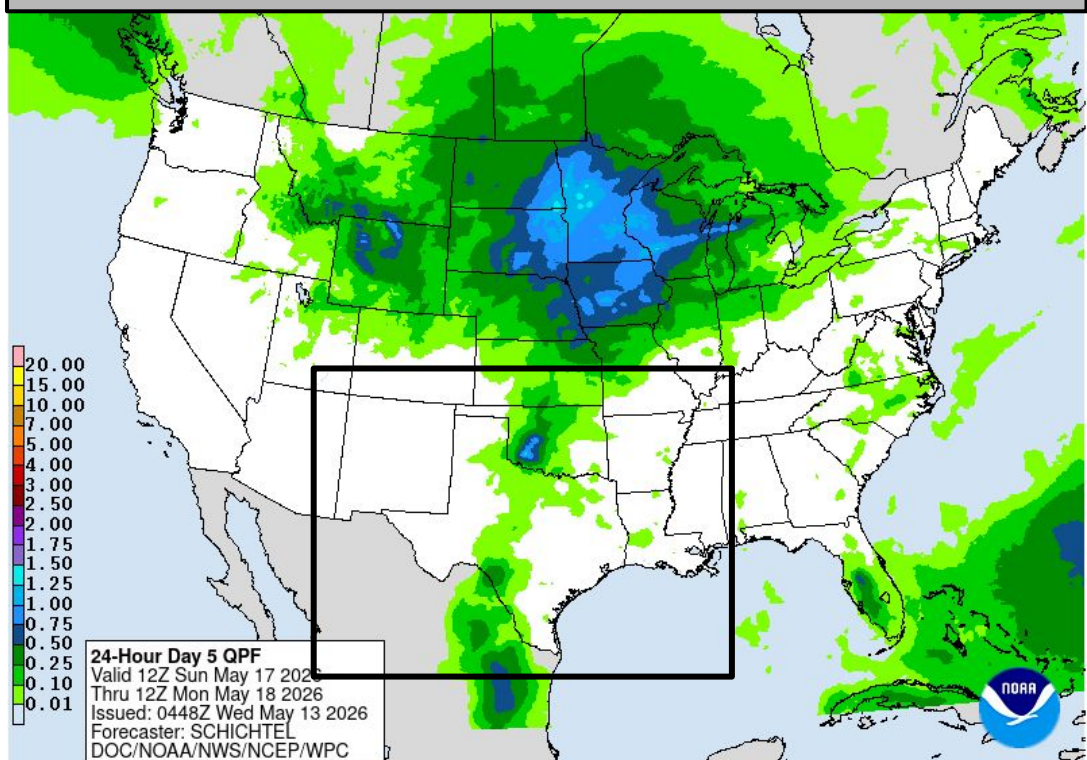 20.00
15.00
10.00
7.00
5.00
4.00
3.00
2.50
2.00
1.75
1.50
1.25
1.00
0.75
0.50
0.25
0.10
0.01
24-Hour Day 5 QPF
Valid 12Z Sun May 17 2026
Thru 12Z Mon May 18 2026
Issued: 0448Z Wed May 13 2026
Forecaster: SCHICHTEL
DOC/NOAA/NWS/NCEP/WPC
NOAA